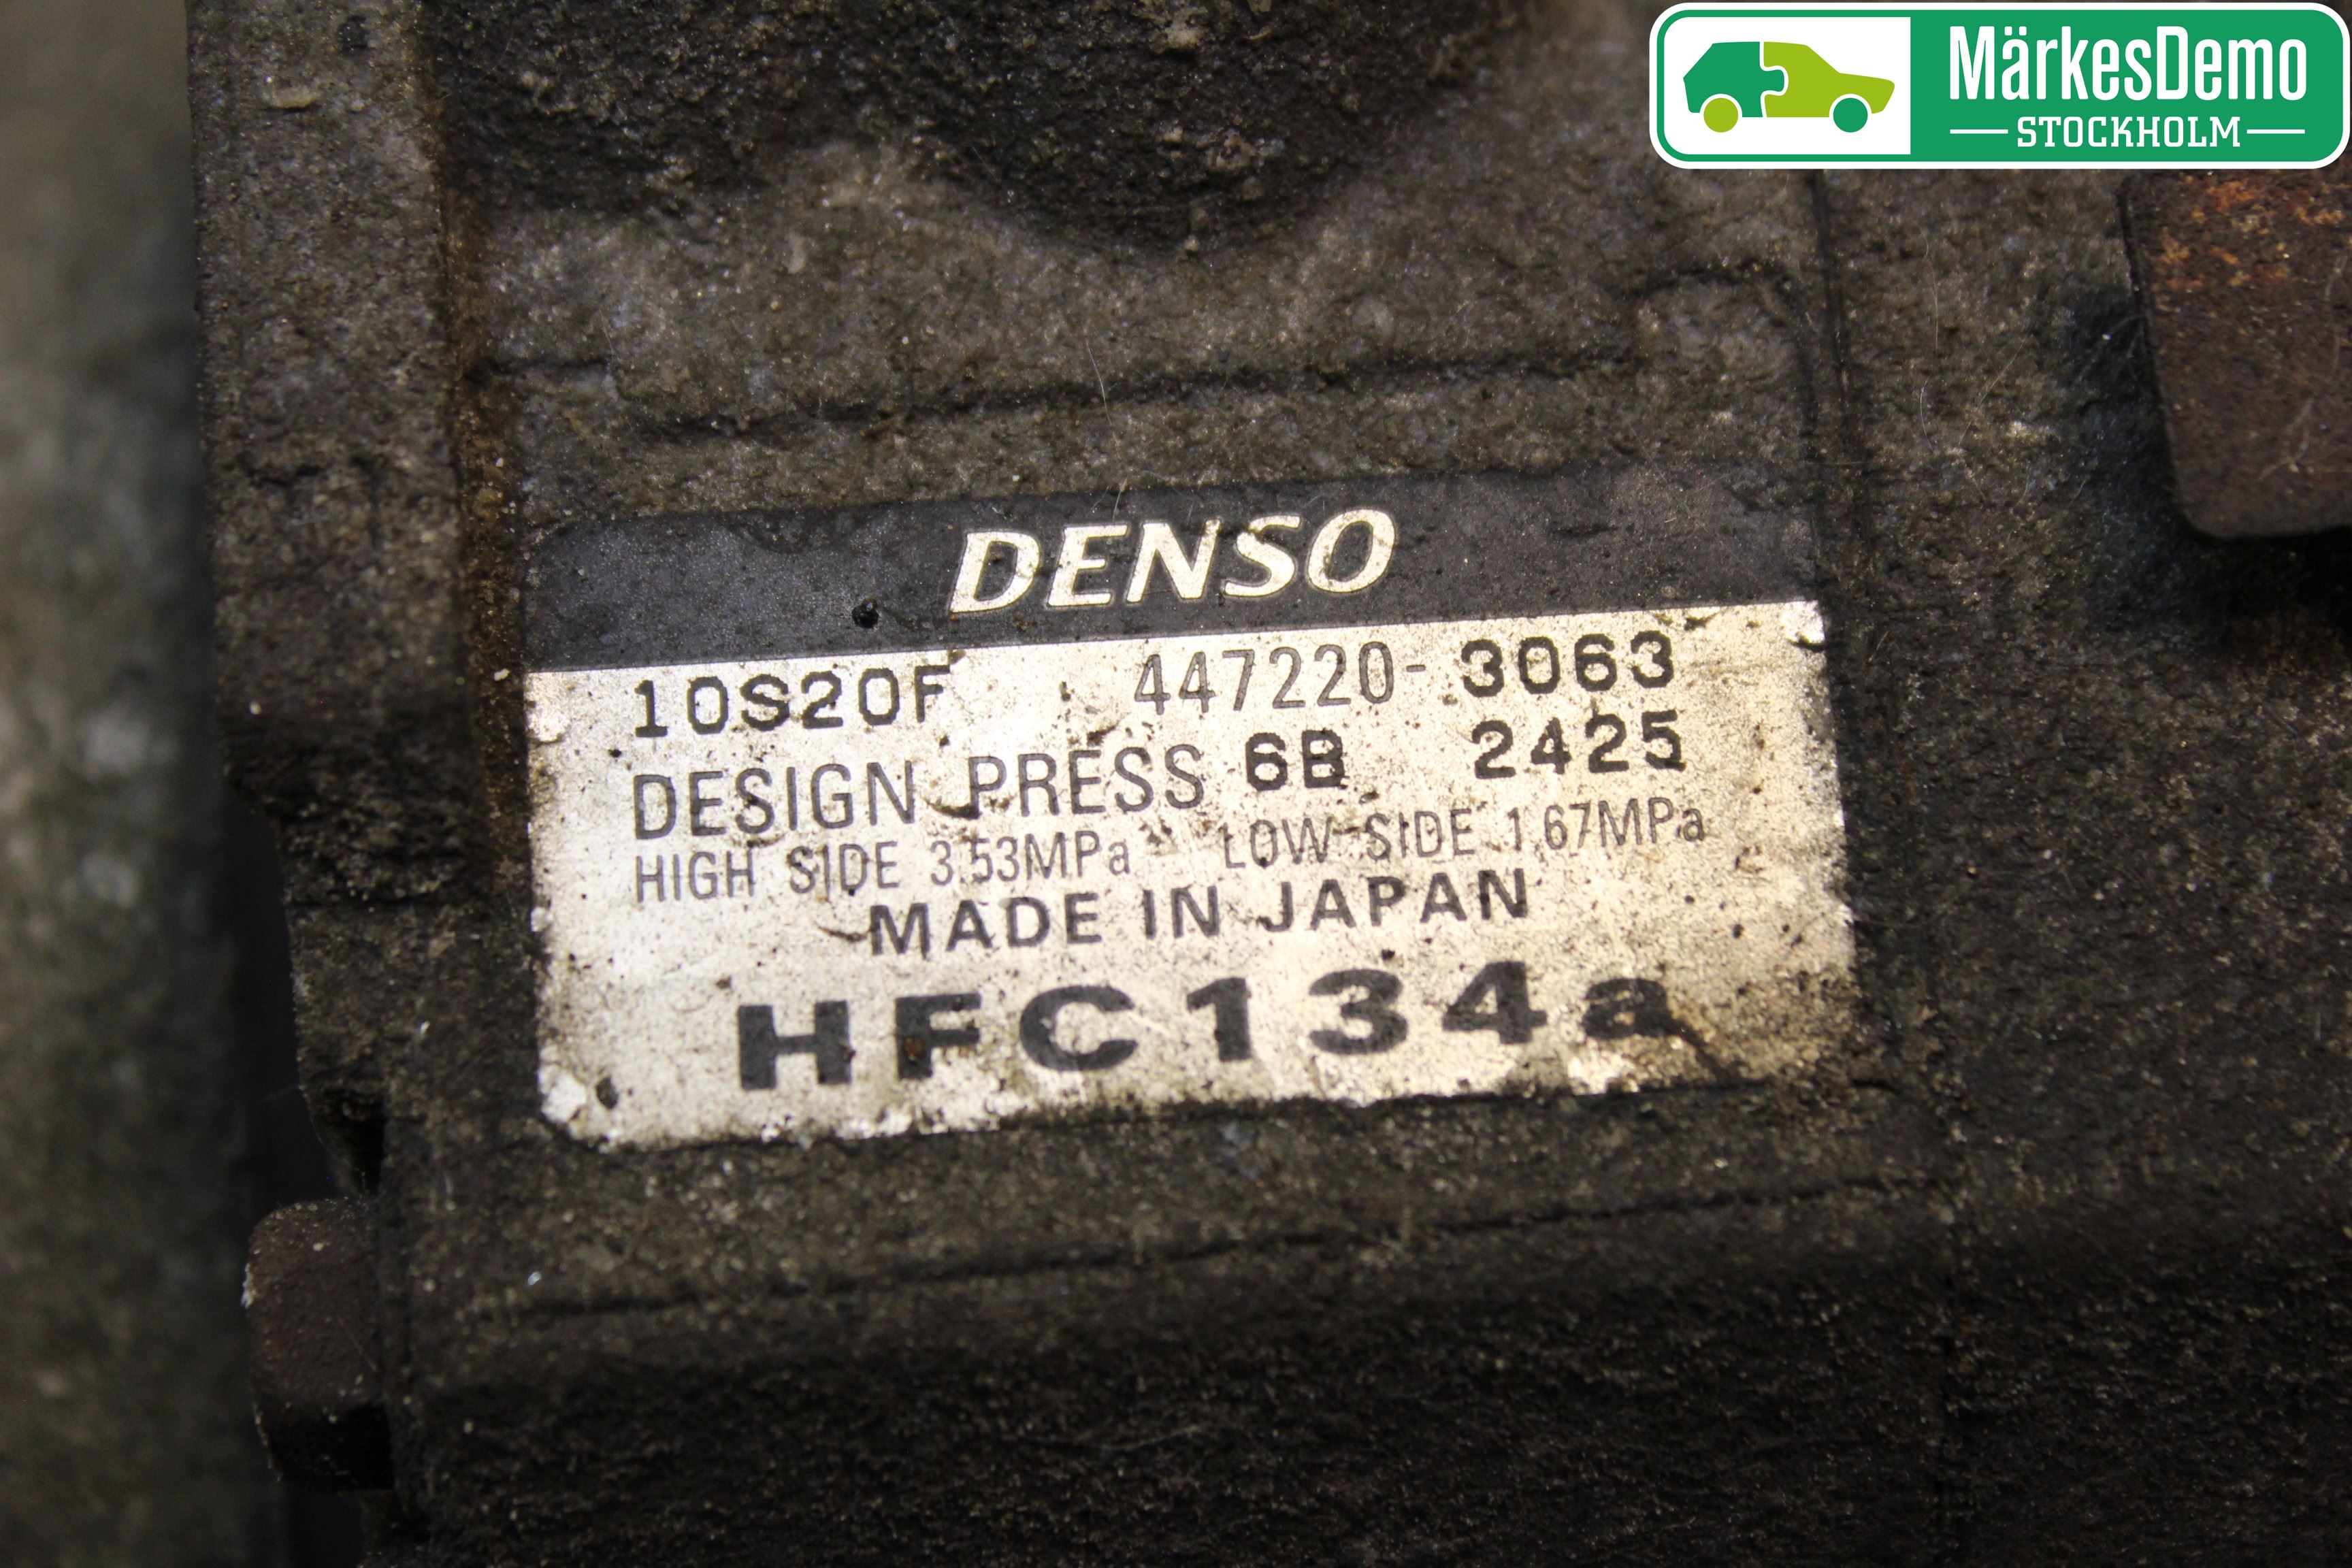 MärkesDemo
STOCKHOLM
DENSO
10S20F 447220-3063
DESIGN PRESS 6B 2425
HIGH SIDE 3.53MPa LOW SIDE 1.67MPa
MADE IN JAPAN
HFC134a